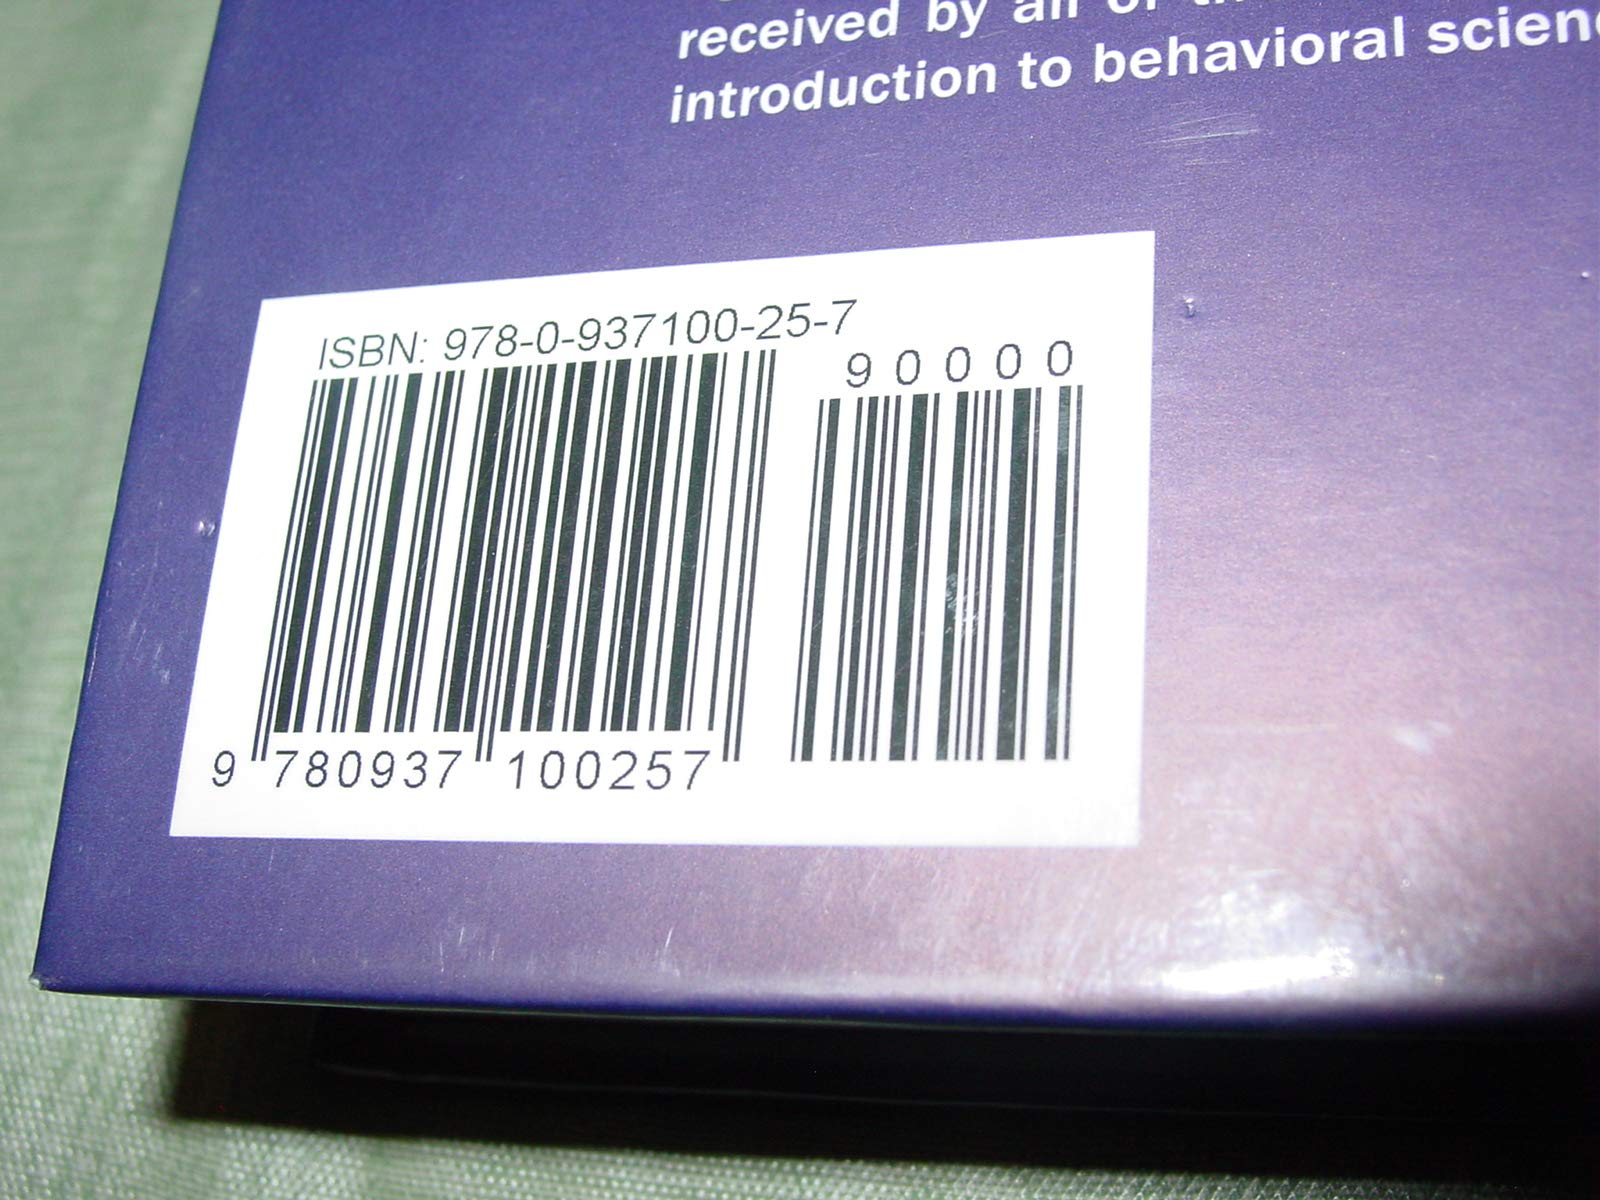 received by all of
introduction to behavioral
ISBN: 978-0-937100-25-7
90000
9 780937 100257